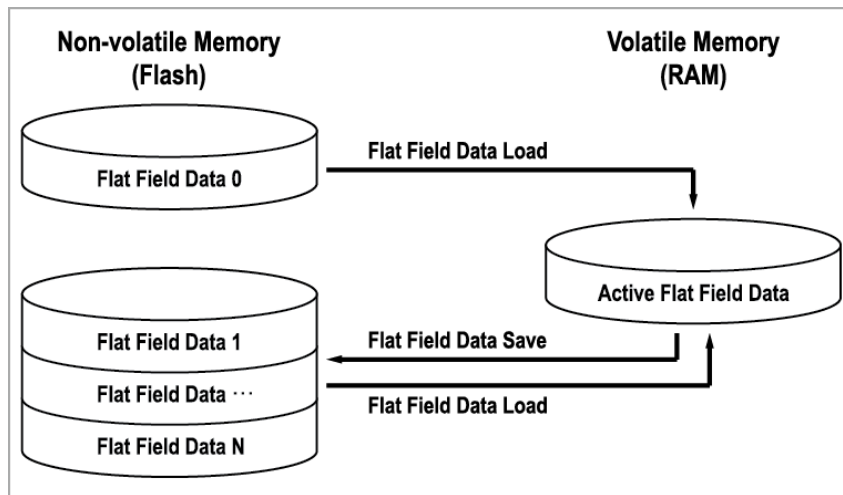 Non-volatile Memory
(Flash)
Volatile Memory
(RAM)
Flat Field Data Load
Flat Field Data 0
Active Flat Field Data
Flat Field Data 1
Flat Field Data Save
Flat Field Data ···
Flat Field Data Load
Flat Field Data N